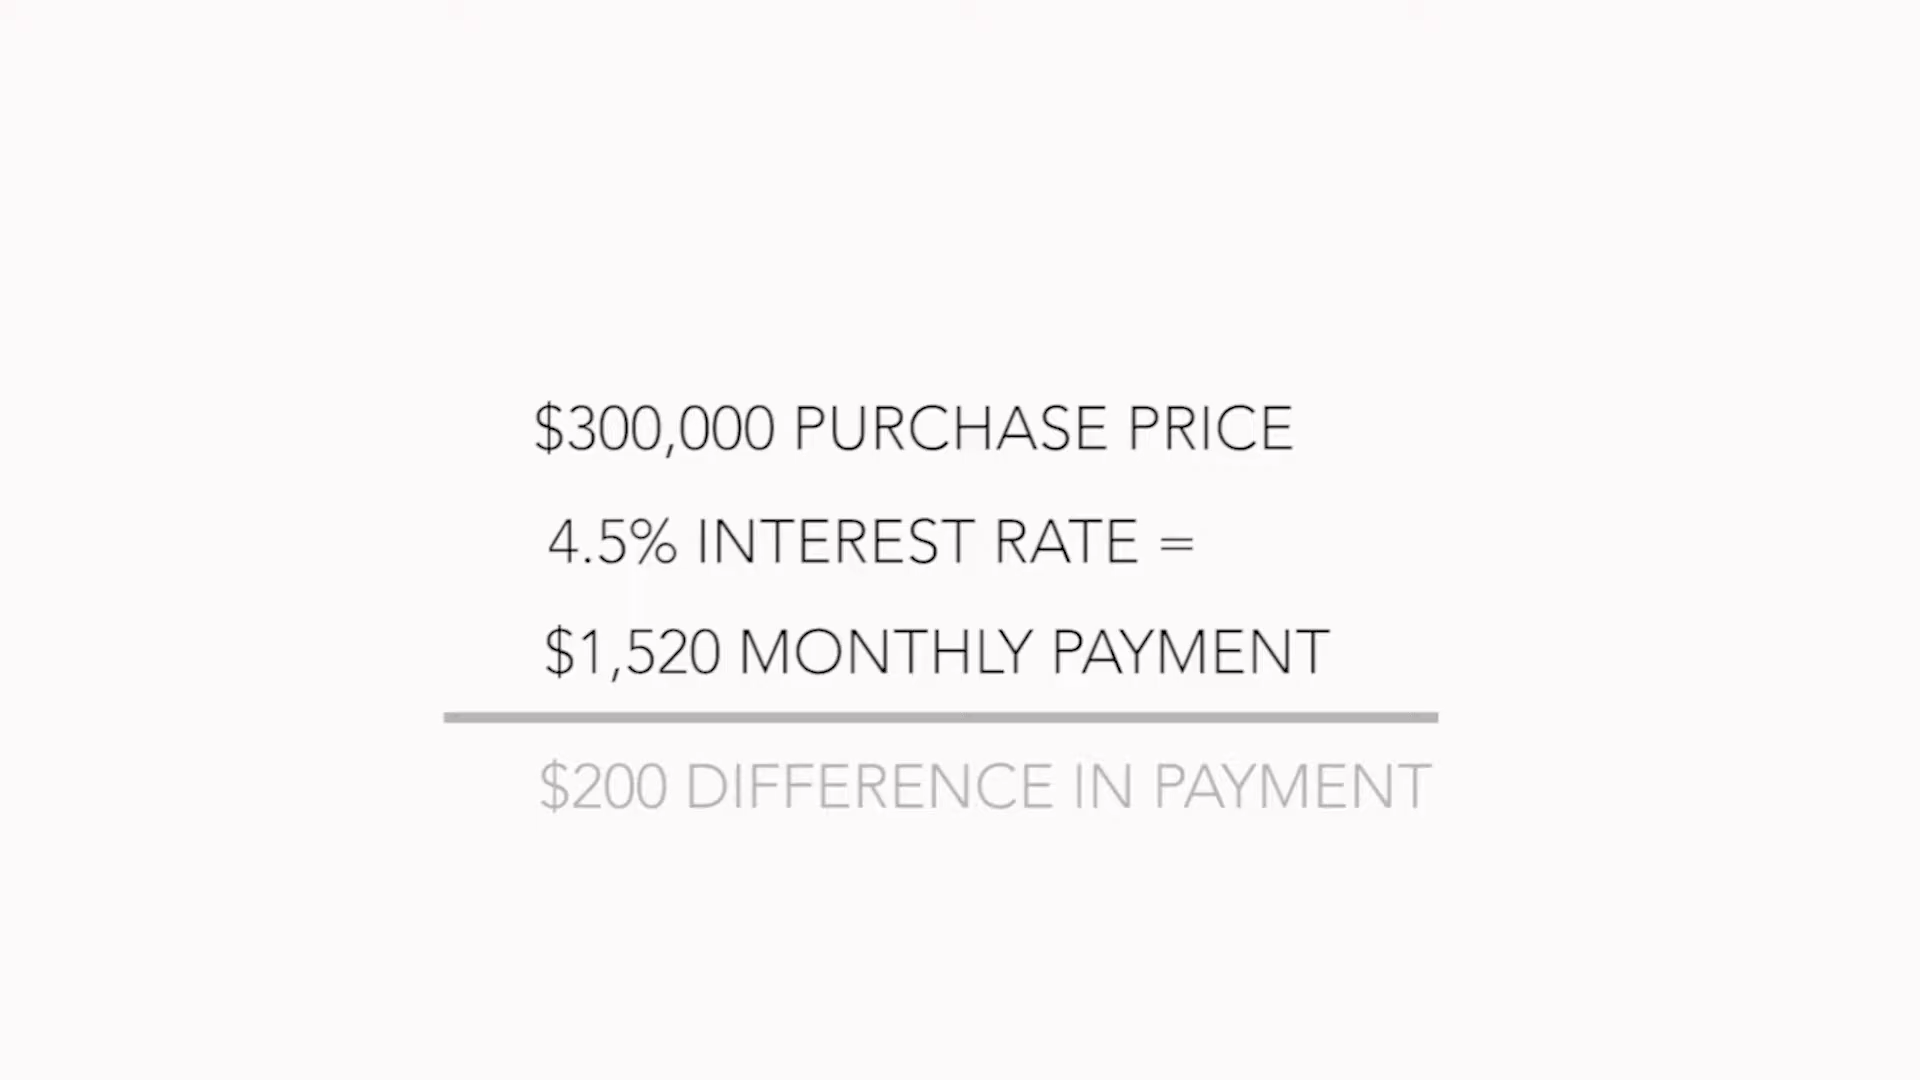 $300,000 PURCHASE PRICE
4.5% INTEREST RATE =
$1,520 MONTHLY PAYMENT
$200 DIFFERENCE IN PAYMENT